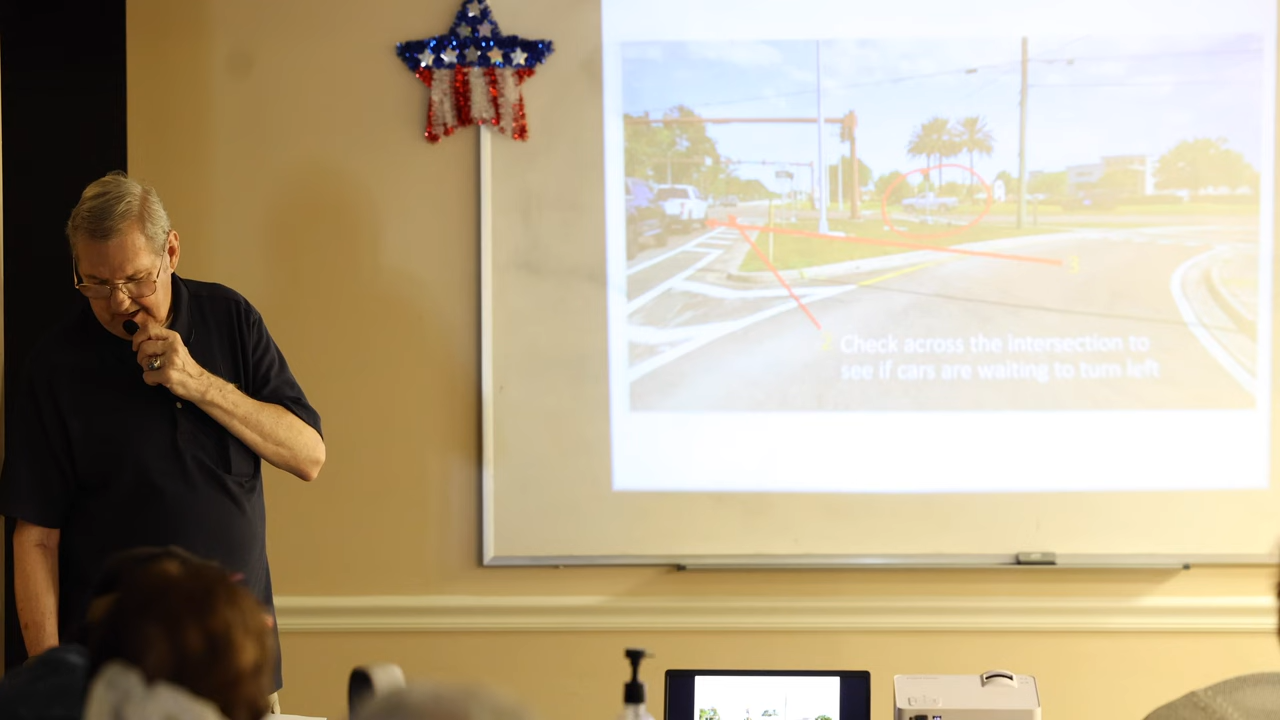 Check across the intersection to
see if cars are waiting to turn left